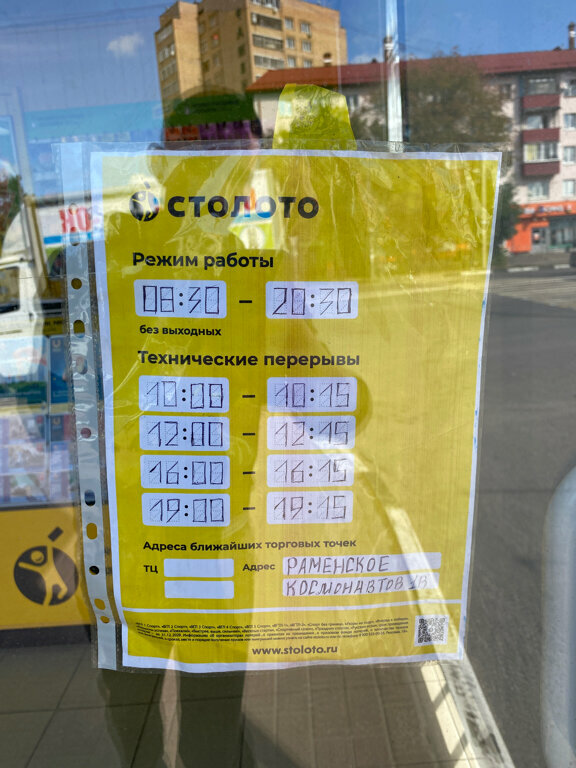 СТОЛОТО
Режим работы
08:30 – 20:30
без выходных
Технические перерывы
10:00 – 10:15
12:00 – 12:15
16:00 – 16:15
19:00 – 19:15
Адреса ближайших торговых точек
ТЦ Адрес РАМЕНСКОЕ
КОСМОНАВТОВ 1В
www.stoloto.ru